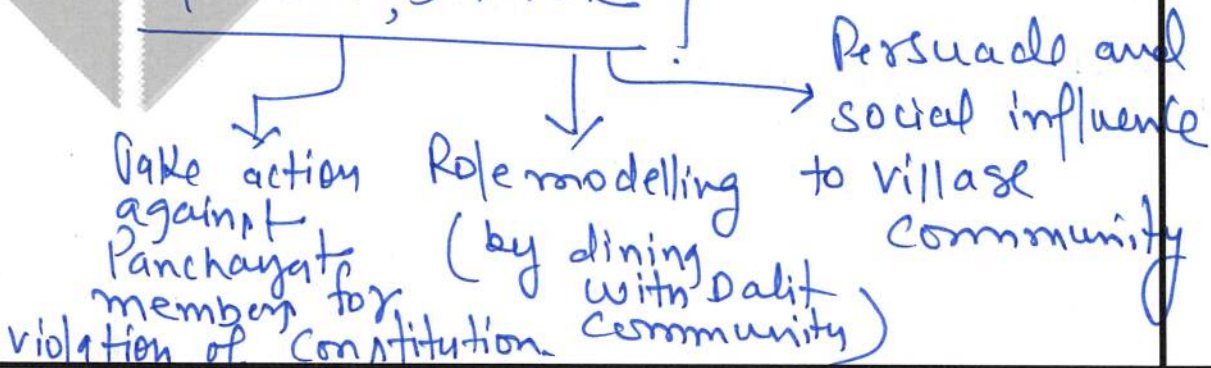 Take action
against
Panchayat
members for
violation of Constitution.
Role modelling
(by dining
with Dalit
community)
Persuade and
social influence
to village
community